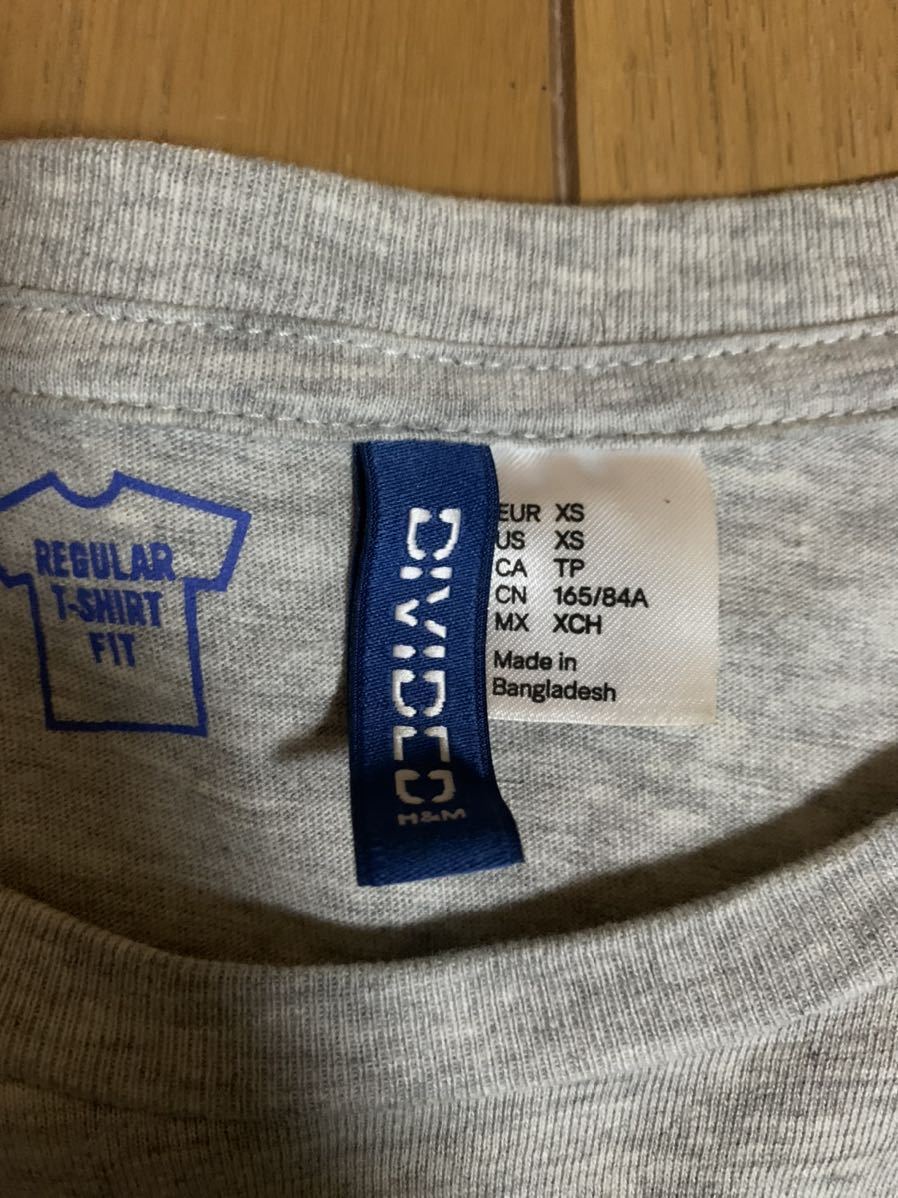 REGULAR
T-SHIRT
FIT
DIVIDED
H&M
EUR XS
US XS
CA TP
CN 165/84A
MX XCH
Made in
Bangladesh